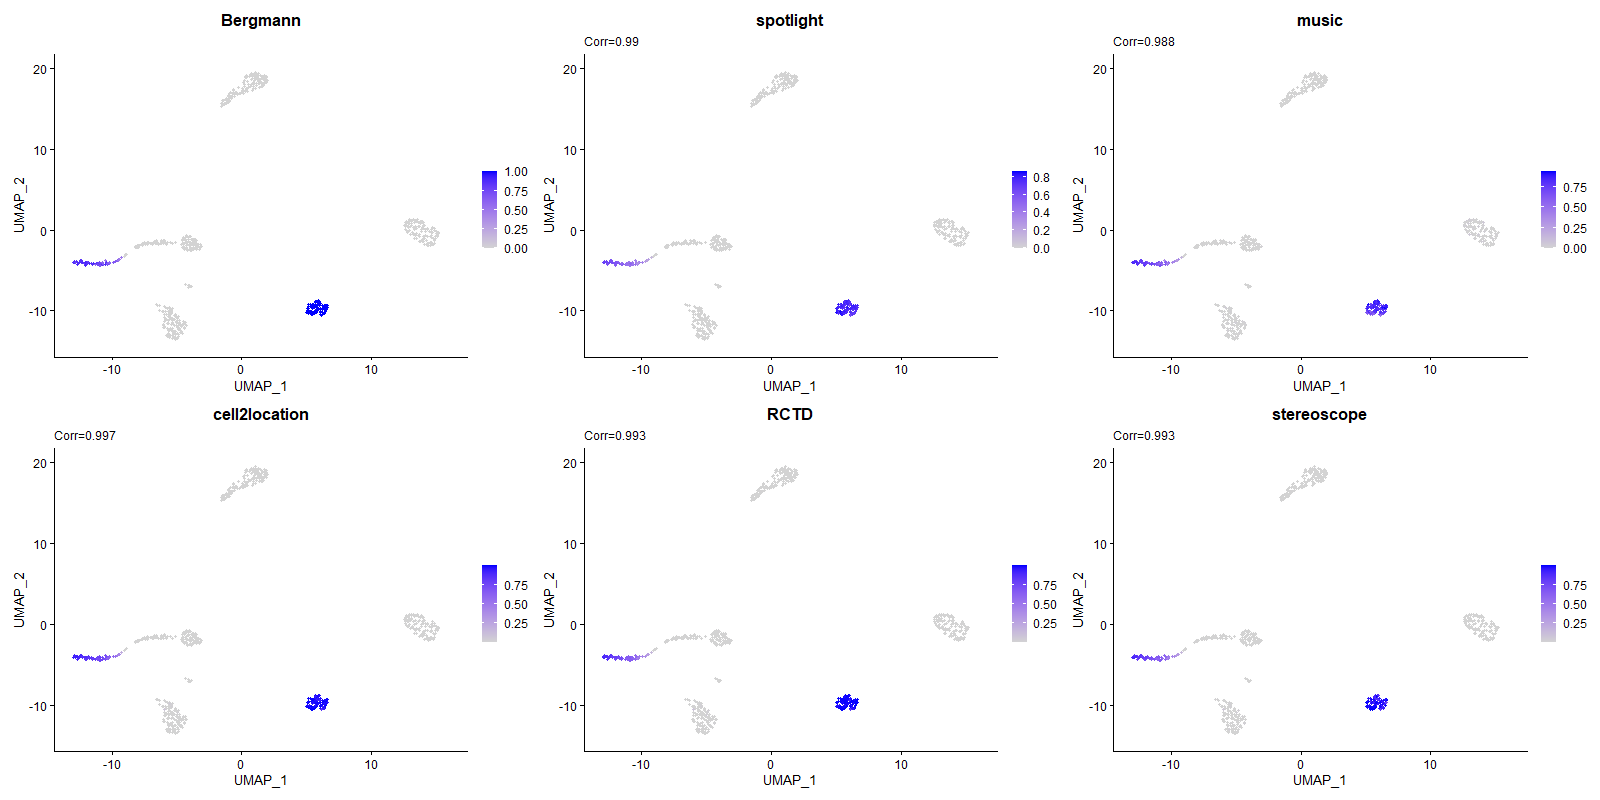 Bergmann
20
10
0
-10
UMAP_2
-10
0
10
UMAP_1
1.00
0.75
0.50
0.25
0.00
spotlight
Corr=0.99
20
10
0
-10
UMAP_2
-10
0
10
UMAP_1
0.8
0.6
0.4
0.2
0.0
music
Corr=0.988
20
10
0
-10
UMAP_2
-10
0
10
UMAP_1
0.75
0.50
0.25
0.00
cell2location
Corr=0.997
20
10
0
-10
UMAP_2
-10
0
10
UMAP_1
0.75
0.50
0.25
RCTD
Corr=0.993
20
10
0
-10
UMAP_2
-10
0
10
UMAP_1
0.75
0.50
0.25
stereoscope
Corr=0.993
20
10
0
-10
UMAP_2
-10
0
10
UMAP_1
0.75
0.50
0.25